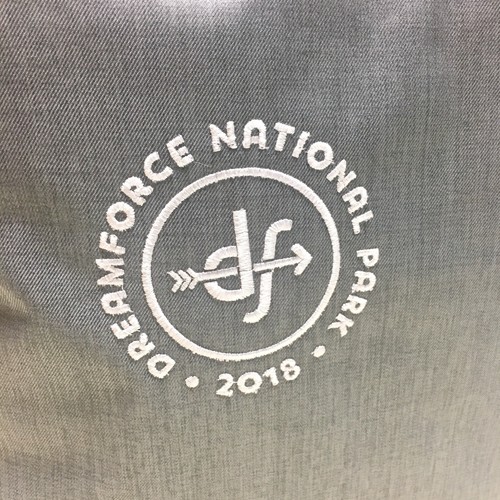 DREAMFORCE NATIONAL PARK
df
• 2018 •